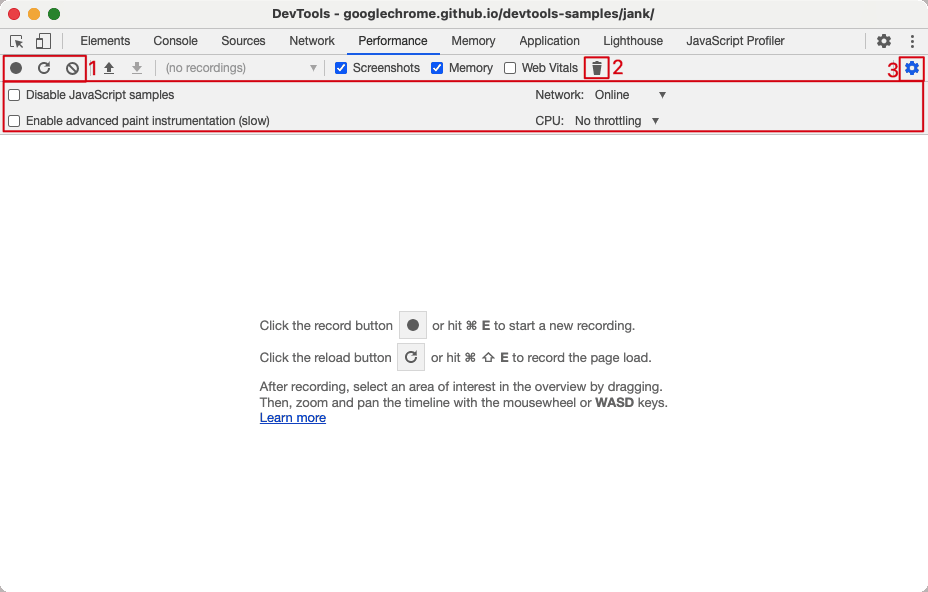 DevTools - googlechrome.github.io/devtools-samples/jank/
Elements Console Sources Network Performance Memory Application Lighthouse JavaScript Profiler
1 (no recordings) Screenshots Memory Web Vitals 2 3
Disable JavaScript samples Network: Online
Enable advanced paint instrumentation (slow) CPU: No throttling
Click the record button or hit ⌘ E to start a new recording.
Click the reload button or hit ⌘ ⇧ E to record the page load.
After recording, select an area of interest in the overview by dragging.
Then, zoom and pan the timeline with the mousewheel or WASD keys.
Learn more